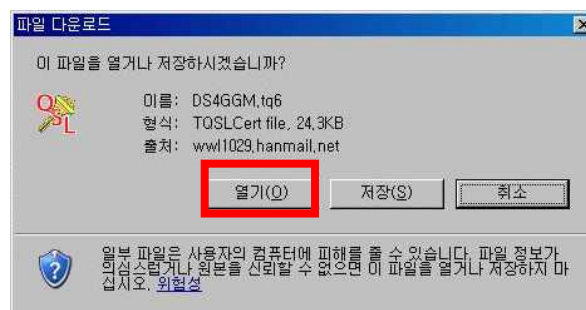 파일 다운로드
이 파일을 열거나 저장하시겠습니까?
QSL
이름: DS4GGM.tq6
형식: TQSLCert file, 24,3KB
출처: wwl1029.hanmail.net
열기(O) 저장(S) 취소
일부 파일은 사용자의 컴퓨터에 피해를 줄 수 있습니다. 파일 정보가
의심스럽거나 원본을 신뢰할 수 없으면 이 파일을 열거나 저장하지 마
십시오. 위험성